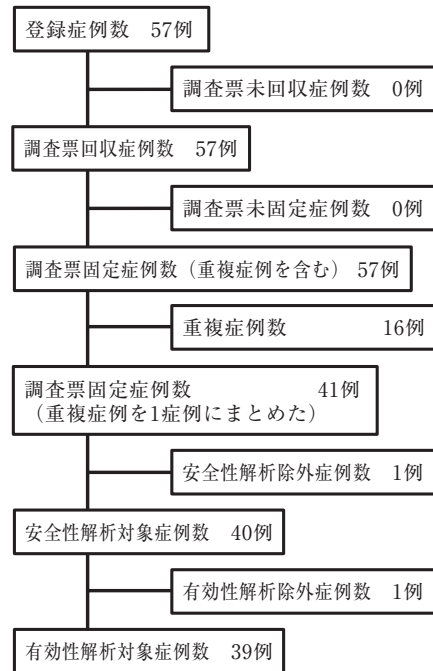 登録症例数　57例
調査票未回収症例数　0例
調査票回収症例数　57例
調査票未固定症例数　0例
調査票固定症例数（重複症例を含む）57例
重複症例数　16例
調査票固定症例数　41例
（重複症例を1症例にまとめた）
安全性解析除外症例数　1例
安全性解析対象症例数　40例
有効性解析除外症例数　1例
有効性解析対象症例数　39例